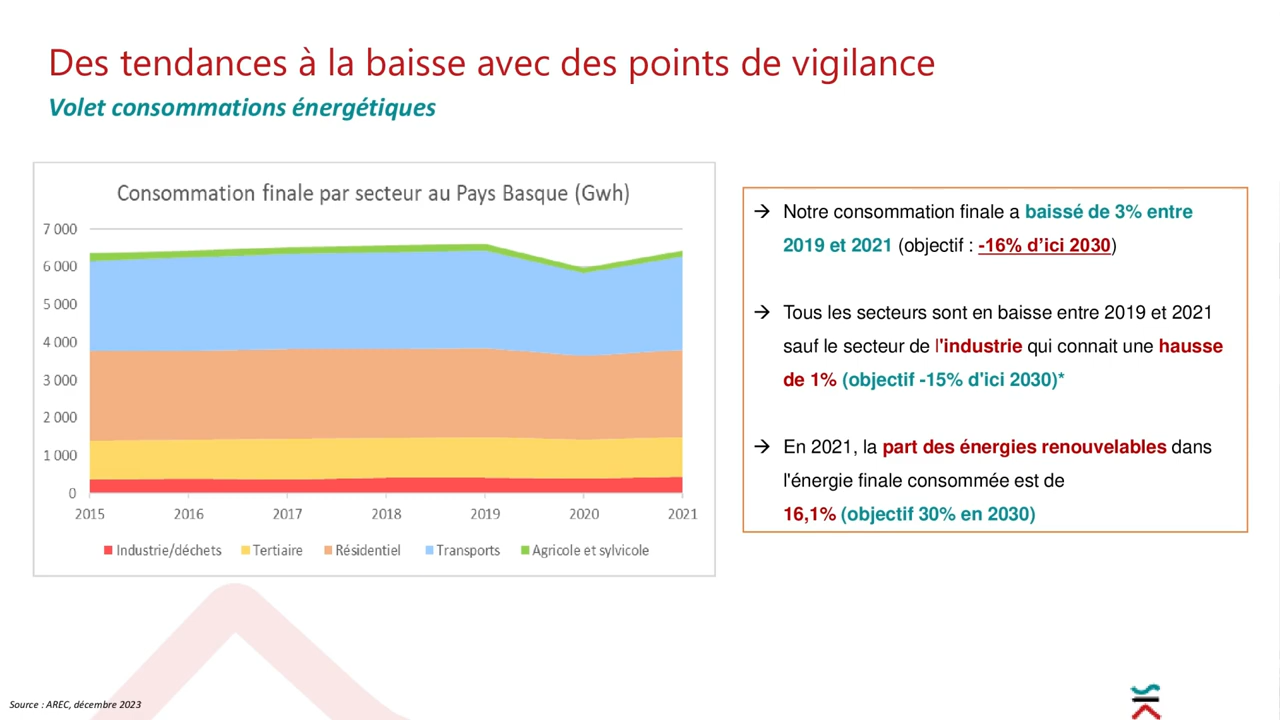 Des tendances à la baisse avec des points de vigilance
Volet consommations énergétiques
Consommation finale par secteur au Pays Basque (Gwh)
7 000
6 000
5 000
4 000
3 000
2 000
1 000
0
2015 2016 2017 2018 2019 2020 2021
Industrie/déchets Tertiaire Résidentiel Transports Agricole et sylvicole
→ Notre consommation finale a baissé de 3% entre
2019 et 2021 (objectif : -16% d’ici 2030)
→ Tous les secteurs sont en baisse entre 2019 et 2021
sauf le secteur de l'industrie qui connait une hausse
de 1% (objectif -15% d'ici 2030)*
→ En 2021, la part des énergies renouvelables dans
l'énergie finale consommée est de
16,1% (objectif 30% en 2030)
Source : AREC, décembre 2023